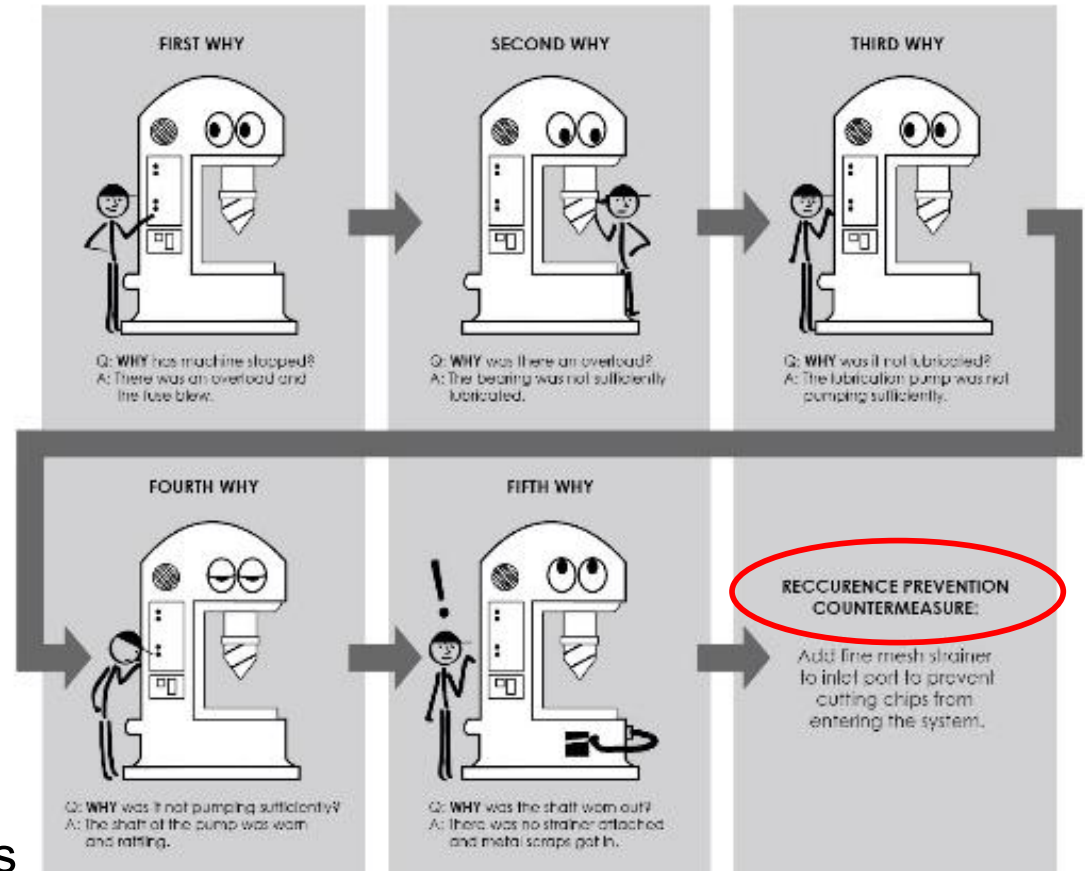 FIRST WHY
Q: WHY has machine stopped?
A: There was an overload and
the fuse blew.
SECOND WHY
Q: WHY was there an overload?
A: The bearing was not sufficiently
lubricated.
THIRD WHY
Q: WHY was it not lubricated?
A: The lubrication pump was not
pumping sufficiently.
FOURTH WHY
Q: WHY was it not pumping sufficiently?
A: The shaft of the pump was worn
and rattling.
FIFTH WHY
Q: WHY was the shaft worn out?
A: There was no strainer attached
and metal scraps got in.
RECCURENCE PREVENTION
COUNTERMEASURE:
Add fine mesh strainer
to inlet port to prevent
cutting chips from
entering the system.
s